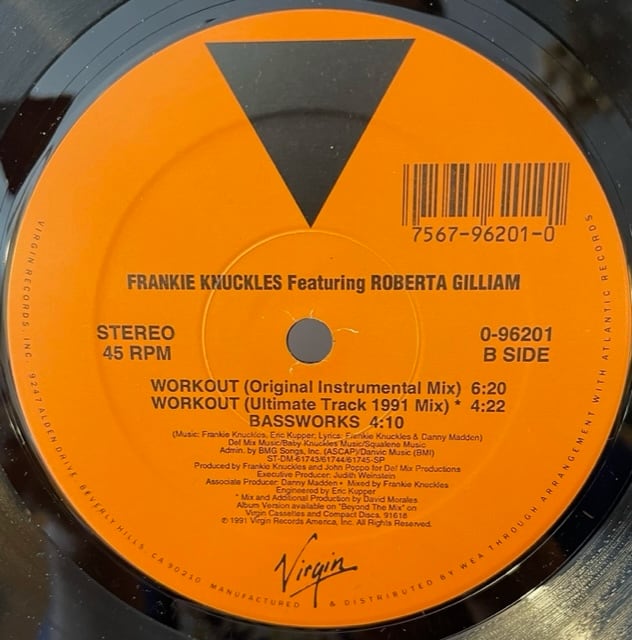 7567-96201-0
FRANKIE KNUCKLES Featuring ROBERTA GILLIAM
STEREO
45 RPM
0-96201
B SIDE
WORKOUT (Original Instrumental Mix) 6:20
WORKOUT (Ultimate Track 1991 Mix) * 4:22
BASSWORKS 4:10
(Music: Frankie Knuckles, Eric Kupper; Lyrics: Frankie Knuckles & Danny Madden)
Def Mix Music/Baby Knuckles Music/Squalene Music
Admin. by BMG Songs, Inc. (ASCAP)/Danvic Music (BMI)
ST-DM-61743/61744/61745-SP
Produced by Frankie Knuckles and John Poppo for Def Mix Productions
Executive Producer: Judith Weinstein
Associate Producer: Danny Madden • Mixed by Frankie Knuckles
Engineered by Eric Kupper
* Mix and Additional Production by David Morales
Album Version available on "Beyond The Mix" on
Virgin Cassettes and Compact Discs, 91618
© 1991 Virgin Records America, Inc. All Rights Reserved.
Virgin
VIRGIN RECORDS, INC. 9247 ALDEN DRIVE, BEVERLY HILLS, CA 90210 MANUFACTURED & DISTRIBUTED BY WEA THROUGH ARRANGEMENT WITH ATLANTIC RECORDS